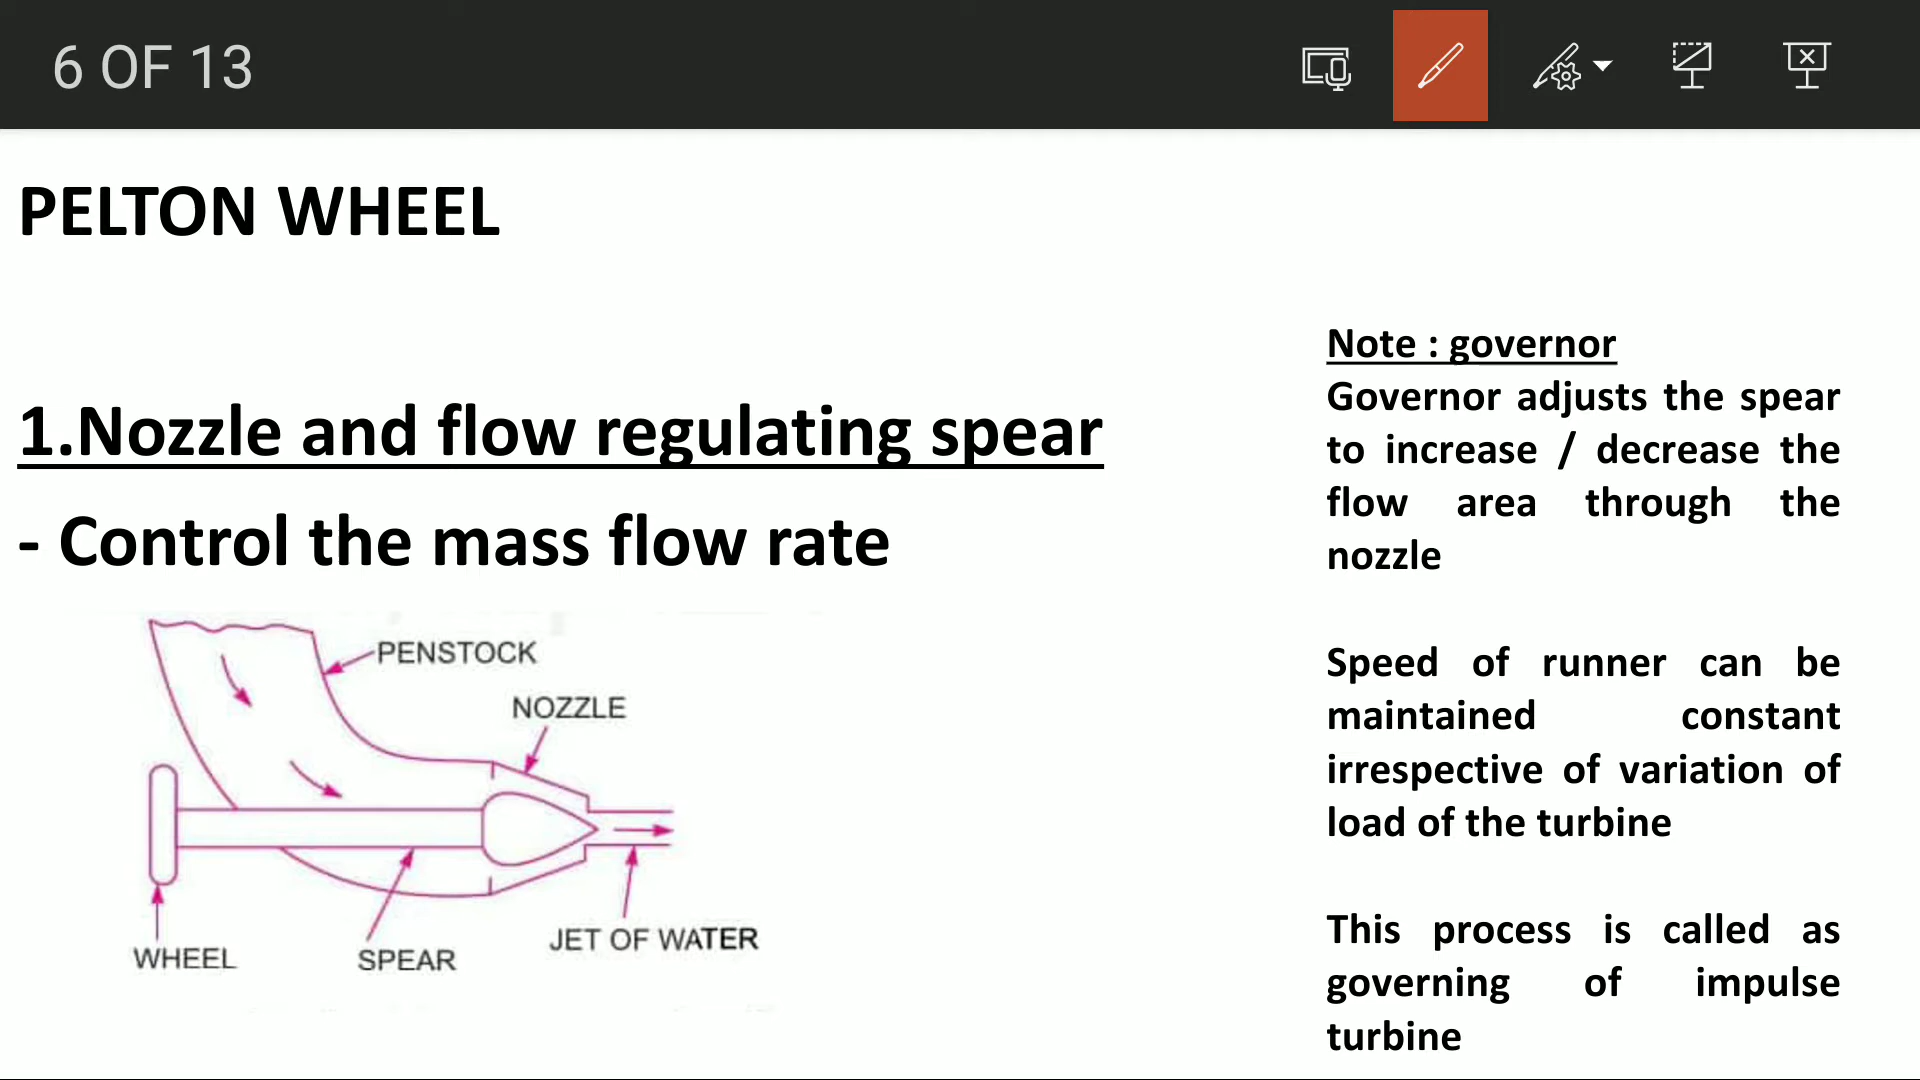 6 OF 13
PELTON WHEEL
1.Nozzle and flow regulating spear
- Control the mass flow rate
PENSTOCK
NOZZLE
WHEEL
SPEAR
JET OF WATER
Note : governor
Governor adjusts the spear
to increase / decrease the
flow area through the
nozzle
Speed of runner can be
maintained constant
irrespective of variation of
load of the turbine
This process is called as
governing of impulse
turbine